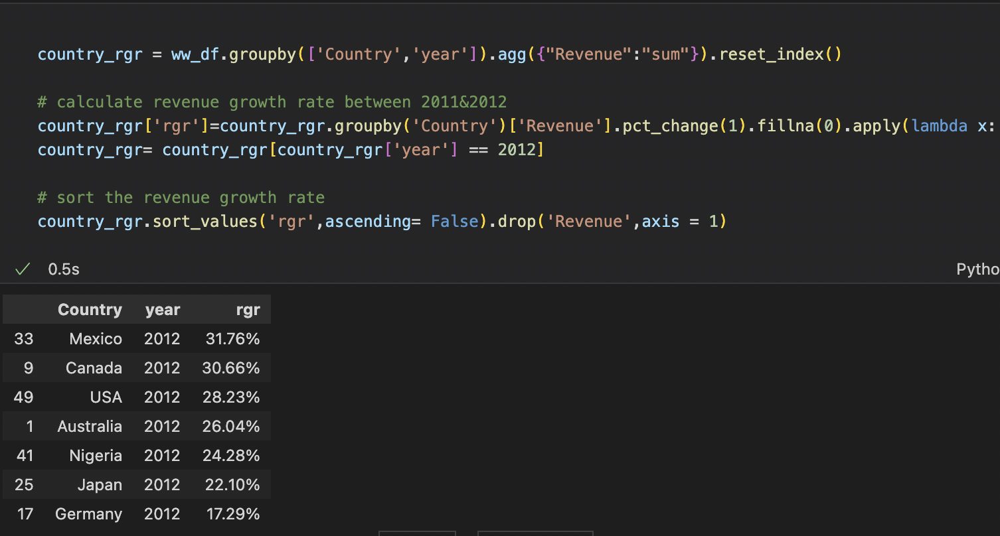 country_rgr = ww_df.groupby(['Country','year']).agg({"Revenue":"sum"}).reset_index()
# calculate revenue growth rate between 2011&2012
country_rgr['rgr']=country_rgr.groupby('Country')['Revenue'].pct_change(1).fillna(0).apply(lambda x:
country_rgr= country_rgr[country_rgr['year'] == 2012]
# sort the revenue growth rate
country_rgr.sort_values('rgr',ascending= False).drop('Revenue',axis = 1)
✓ 0.5s Pytho
Country year rgr
33 Mexico 2012 31.76%
9 Canada 2012 30.66%
49 USA 2012 28.23%
1 Australia 2012 26.04%
41 Nigeria 2012 24.28%
25 Japan 2012 22.10%
17 Germany 2012 17.29%